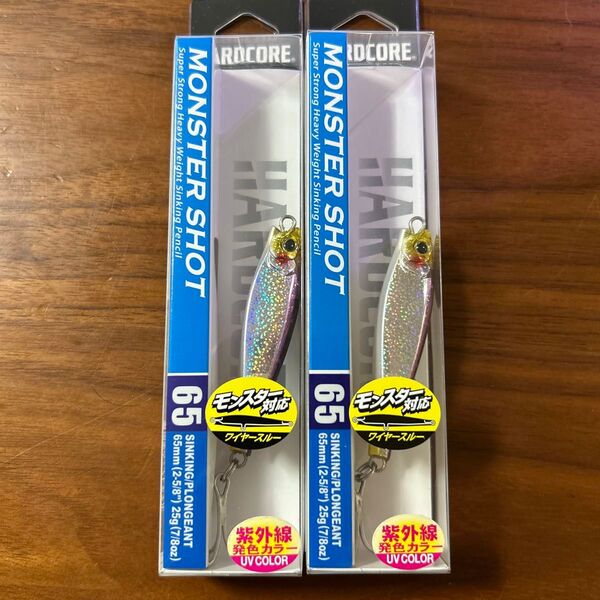 ARDCORE®
MONSTER SHOT
Super Strong Heavy Weight Sinking Pencil
HARDCORE
65
SINKING/PLONGEANT
65mm (2-5/8") 25g (7/8oz)
モンスター対応
ワイヤースルー
紫外線
発色カラー
UV COLOR
RDCORE®
MONSTER SHOT
Super Strong Heavy Weight Sinking Pencil
HARDCORE
65
SINKING/PLONGEANT
65mm (2-5/8") 25g (7/8oz)
モンスター対応
ワイヤースルー
紫外線
発色カラー
UV COLOR